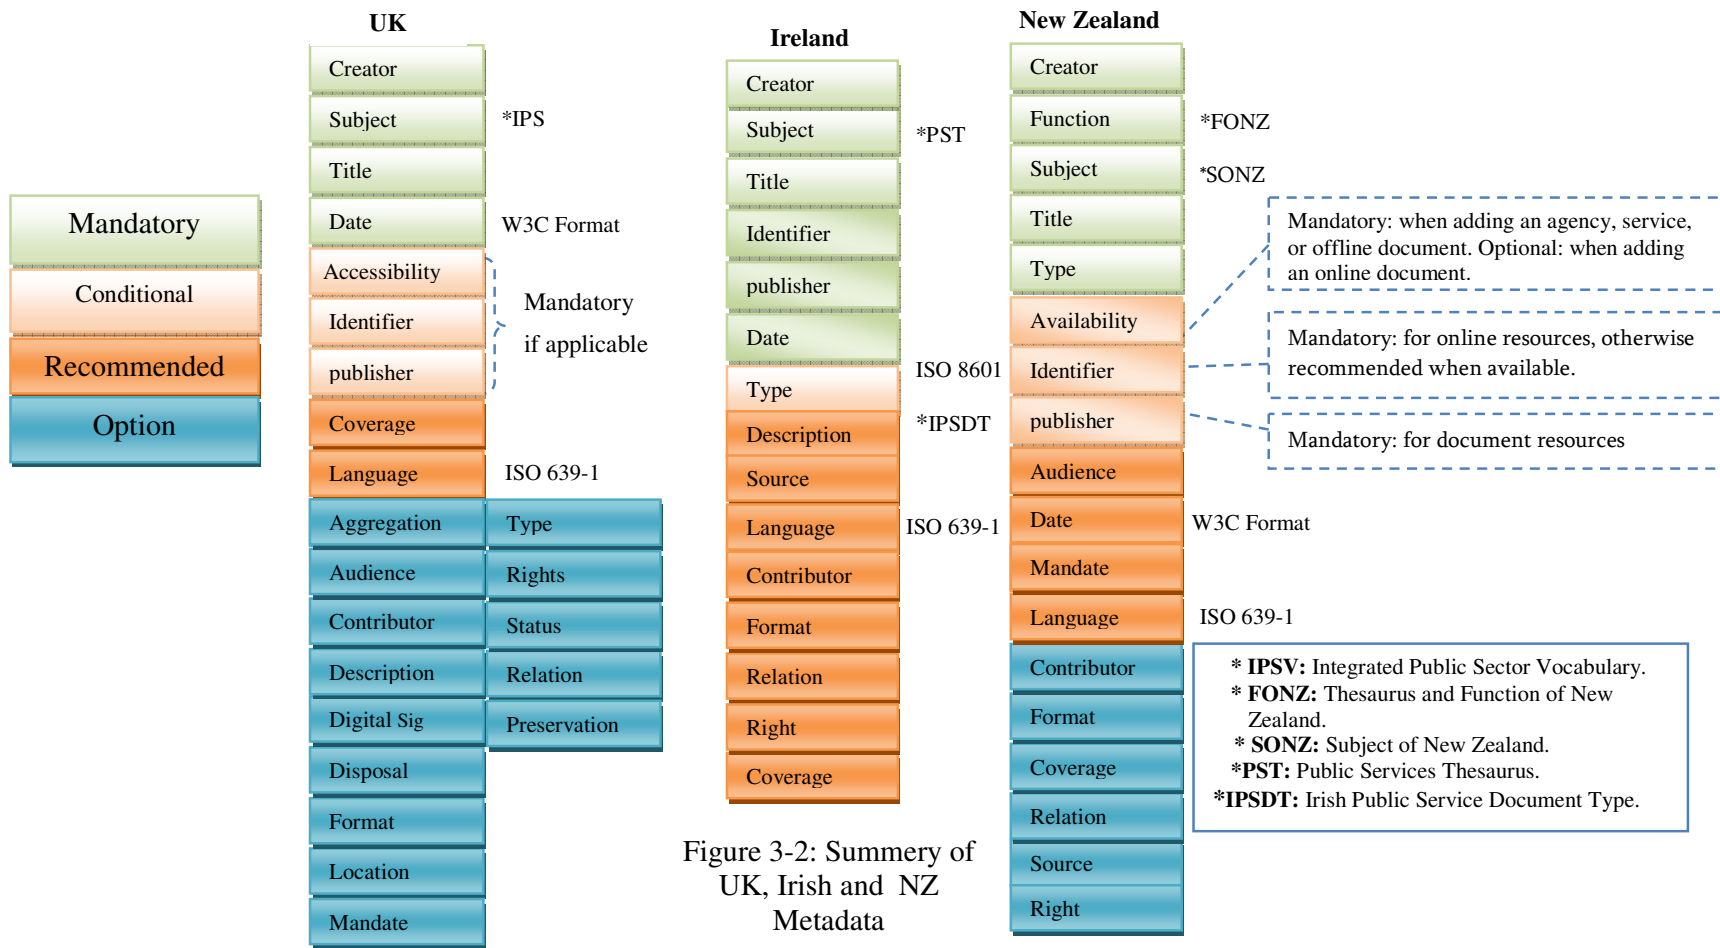 Mandatory
Conditional
Recommended
Option
UK
Creator
Subject
*IPS
Title
Date
W3C Format
Accessibility
Identifier
publisher
Mandatory
if applicable
Coverage
Language
ISO 639-1
Aggregation
Type
Audience
Rights
Contributor
Status
Description
Relation
Digital Sig
Preservation
Disposal
Format
Location
Mandate
Ireland
Creator
Subject
*PST
Title
Identifier
publisher
Date
ISO 8601
Type
*IPSDT
Description
Source
Language
ISO 639-1
Contributor
Format
Relation
Right
Coverage
New Zealand
Creator
Function
*FONZ
Subject
*SONZ
Title
Type
Availability
Mandatory: when adding an agency, service,
or offline document. Optional: when adding
an online document.
Identifier
Mandatory: for online resources, otherwise
recommended when available.
publisher
Mandatory: for document resources
Audience
Date
W3C Format
Mandate
Language
ISO 639-1
Contributor
Format
Coverage
Relation
Source
Right
* IPSV: Integrated Public Sector Vocabulary.
* FONZ: Thesaurus and Function of New
Zealand.
* SONZ: Subject of New Zealand.
*PST: Public Services Thesaurus.
*IPSDT: Irish Public Service Document Type.
Figure 3-2: Summery of
UK, Irish and NZ
Metadata